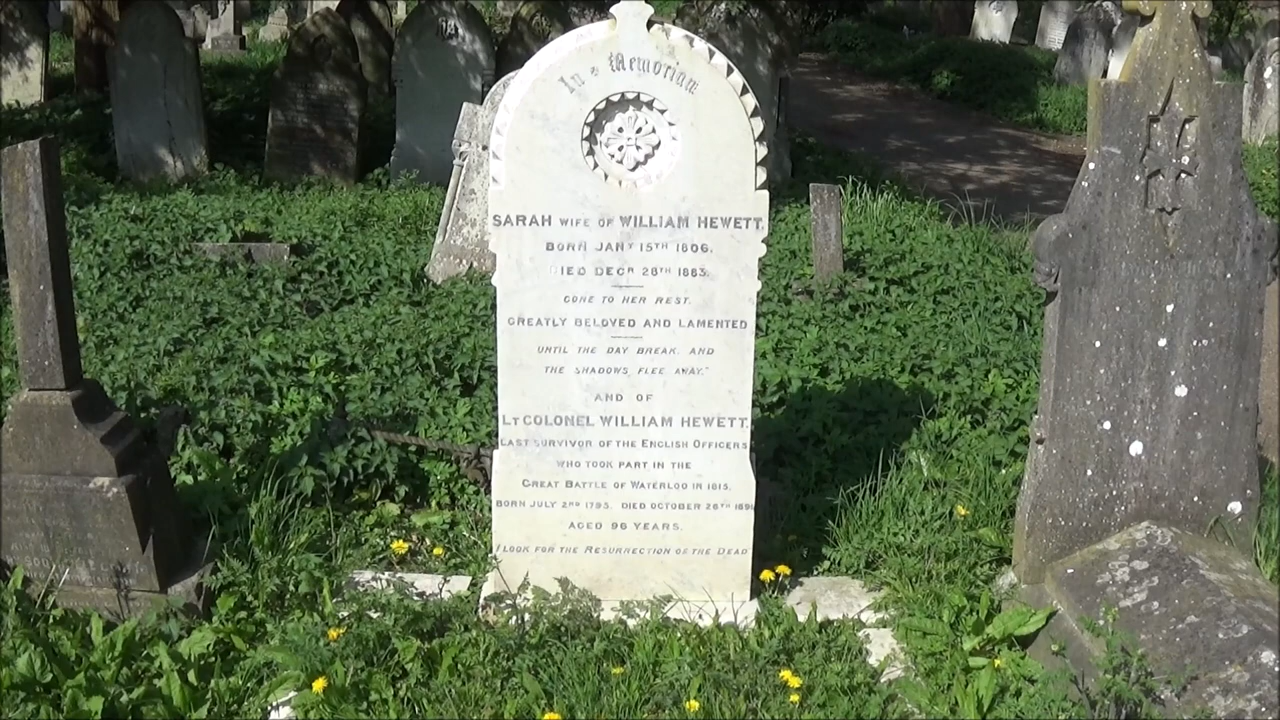 In Memoriam
SARAH WIFE OF WILLIAM HEWETT.
BORN JANY 15TH 1806.
DIED DECR 28TH 1883.
GONE TO HER REST.
GREATLY BELOVED AND LAMENTED
UNTIL THE DAY BREAK, AND
THE SHADOWS FLEE AWAY."
AND OF
LT COLONEL WILLIAM HEWETT.
LAST SURVIVOR OF THE ENGLISH OFFICERS
WHO TOOK PART IN THE
GREAT BATTLE OF WATERLOO IN 1815.
BORN JULY 2ND 1795. DIED OCTOBER 26TH 1891
AGED 96 YEARS.
I LOOK FOR THE RESURRECTION OF THE DEAD